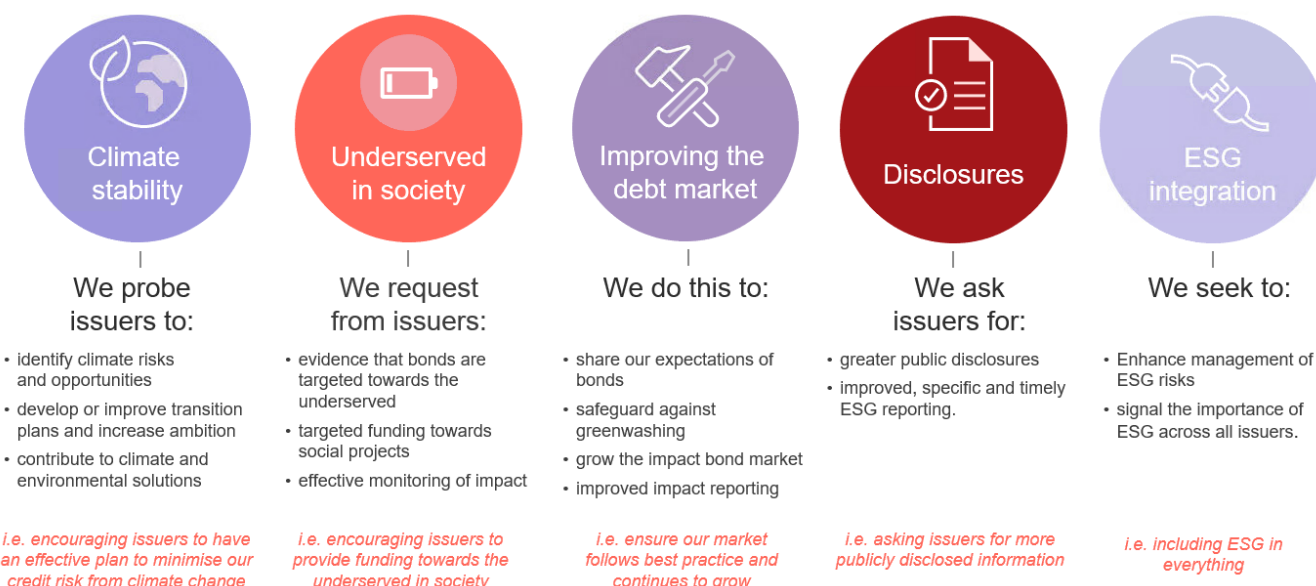 Climate
stability
We probe
issuers to:
• identify climate risks
and opportunities
• develop or improve transition
plans and increase ambition
• contribute to climate and
environmental solutions
i.e. encouraging issuers to have
an effective plan to minimise our
credit risk from climate change
Underserved
in society
We request
from issuers:
• evidence that bonds are
targeted towards the
underserved
• targeted funding towards
social projects
• effective monitoring of impact
i.e. encouraging issuers to
provide funding towards the
underserved in society
Improving the
debt market
We do this to:
• share our expectations of
bonds
• safeguard against
greenwashing
• grow the impact bond market
• improved impact reporting
i.e. ensure our market
follows best practice and
continues to grow
Disclosures
We ask
issuers for:
• greater public disclosures
• improved, specific and timely
ESG reporting.
i.e. asking issuers for more
publicly disclosed information
ESG
integration
We seek to:
• Enhance management of
ESG risks
• signal the importance of
ESG across all issuers.
i.e. including ESG in
everything